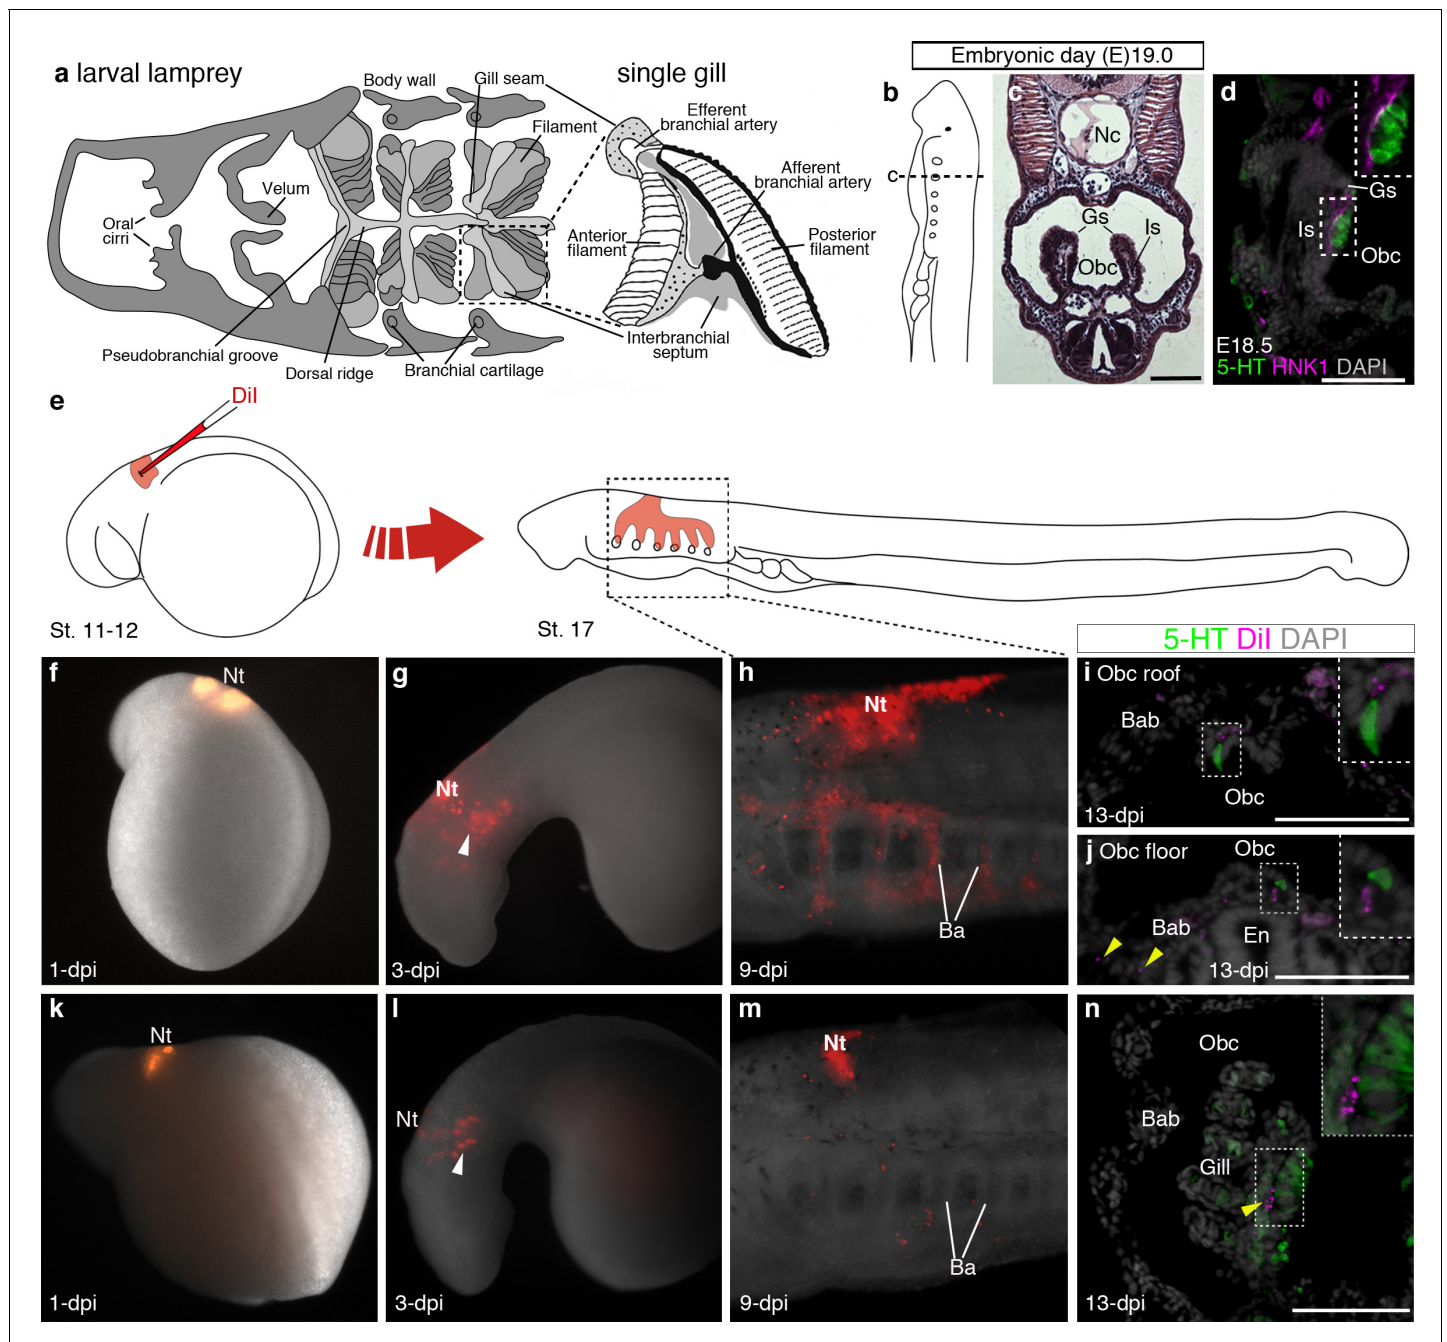 a larval lamprey
Body wall
Gill seam
single gill
Efferent
branchial artery
Filament
Afferent
branchial artery
Velum
Oral
cirri
Anterior
filament
Posterior
filament
Interbranchial
septum
Pseudobranchial groove
Dorsal ridge
Branchial cartilage
Embryonic day (E)19.0
b
c
c
Nc
Gs
Is
Obc
d
Gs
Is
Obc
E18.5
5-HT HNK1 DAPI
e
DiI
St. 11-12
St. 17
5-HT DiI DAPI
f
Nt
1-dpi
g
Nt
3-dpi
h
Nt
Ba
9-dpi
i Obc roof
Bab
Obc
13-dpi
j Obc floor
Obc
Bab
En
13-dpi
k
Nt
1-dpi
l
Nt
3-dpi
m
Nt
Ba
9-dpi
n
Obc
Bab
Gill
13-dpi